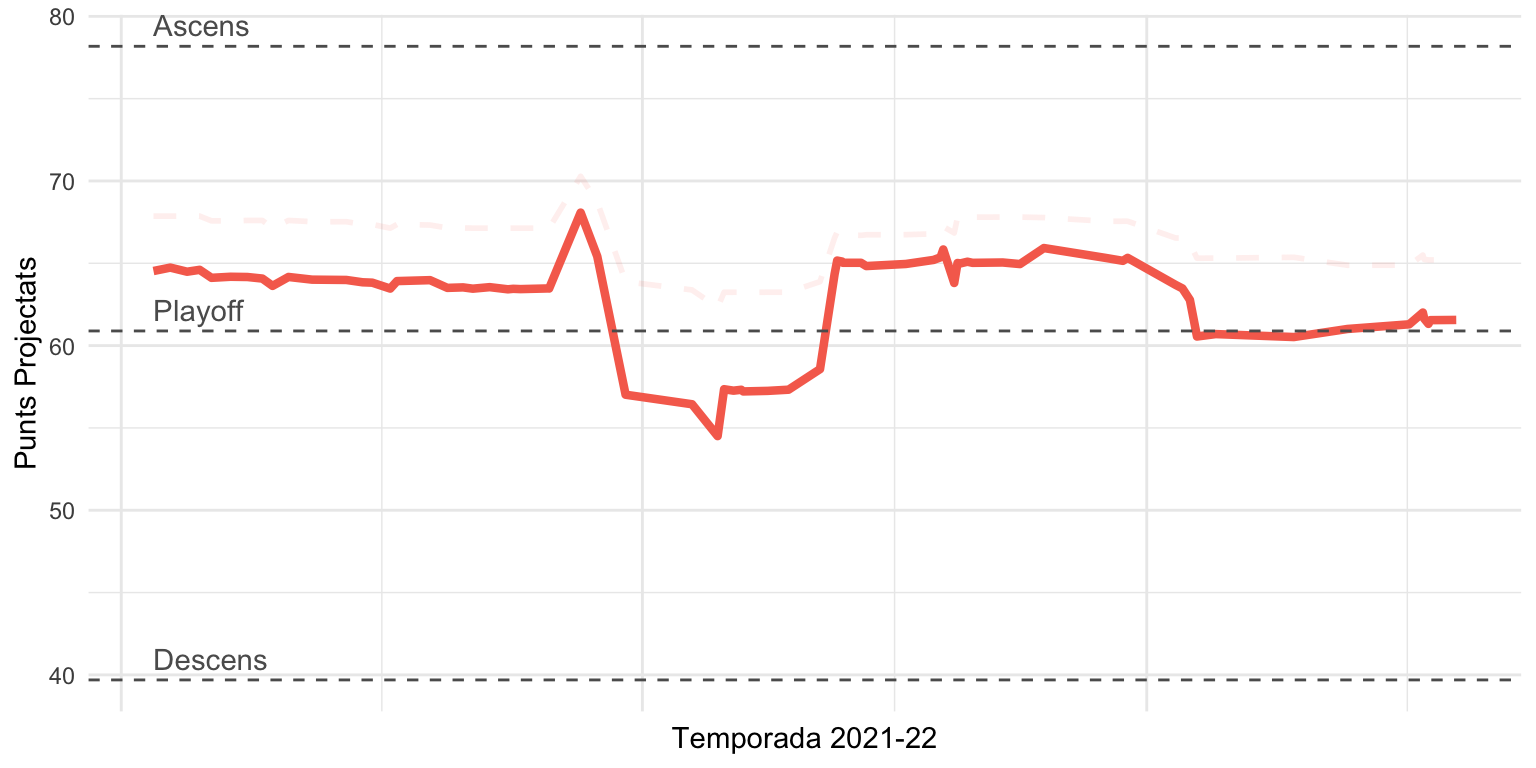 80
Ascens
70
Playoff
60
50
Descens
40
Punts Projectats
Temporada 2021-22